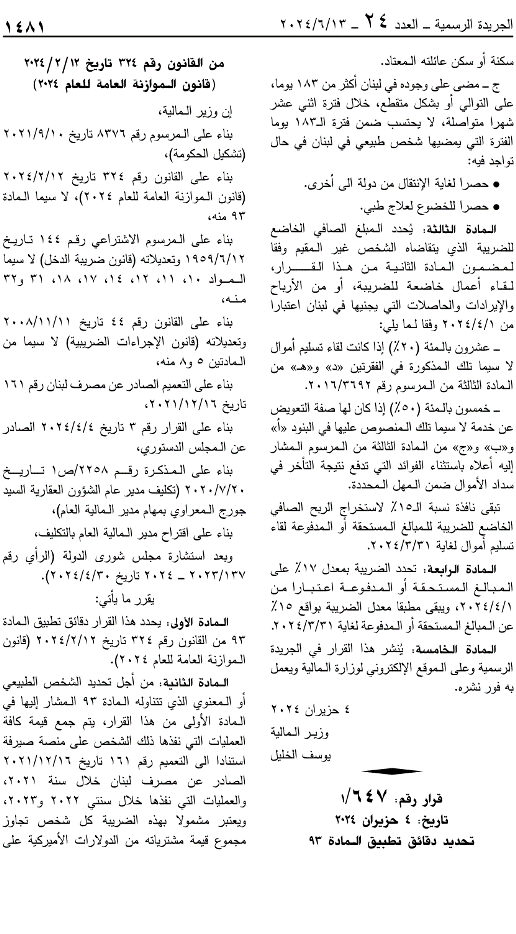 الجريدة الرسمية ــ العدد ٢٤ ــ ٢٠٢٤/٦/١٣
١٤٨١
سكنة أو سكن عائلته المعتاد.
ج ــ مضى على وجوده في لبنان أكثر من ١٨٣ يوما،
على التوالي أو بشكل متقطع، خلال فترة اثني عشر
شهرا متواصلة، لا يحتسب ضمن فترة الـ١٨٣ يوما
الفترة التي يمضيها شخص طبيعي في لبنان في حال
تواجد فيه:
● حصرا لغاية الإنتقال من دولة الى أخرى.
● حصرا للخضوع لعلاج طبي.
المادة الثالثة: يُحدد المبلغ الصافي الخاضع
للضريبة الذي يتقاضاه الشخص غير المقيم وفقا
لمضمون المادة الثانية من هذا القــــرار،
لـقـاء أعمال خاضعة للضريبة، أو من الأرباح
والإيرادات والحاصلات التي يجنيها في لبنان اعتبارا
من ٢٠٢٤/٤/١ وفقا لما يلي:
ــ عشرون بالمئة (٢٠٪) إذا كانت لقاء تسليم أموال
لا سيما تلك المذكورة في الفقرتين «د» و«هـ» من
المادة الثالثة من المرسوم رقم ٢٠١٦/٣٦٩٢.
ــ خمسون بالمئة (٥٠٪) إذا كان لها صفة التعويض
عن خدمة لا سيما تلك المنصوص عليها في البنود «أ»
و«ب» و«ج» من المادة الثالثة من المرسوم المشار
إليه أعلاه باستثناء الفوائد التي تدفع نتيجة التأخر في
سداد الأموال ضمن المهل المحددة.
تبقى نافذة نسبة الـ١٥٪ لاستخراج الربح الصافي
الخاضع للضريبة للمبالغ المستحقة أو المدفوعة لقاء
تسليم أموال لغاية ٢٠٢٤/٣/٣١.
المادة الرابعة: تحدد الضريبة بمعدل ١٧٪ على
المبالغ المستحقة أو المدفوعة اعتبارا من
٢٠٢٤/٤/١، ويبقى مطبقا معدل الضريبة بواقع ١٥٪
عن المبالغ المستحقة أو المدفوعة لغاية ٢٠٢٤/٣/٣١.
المادة الخامسة: يُنشر هذا القرار في الجريدة
الرسمية وعلى الموقع الإلكتروني لوزارة المالية ويعمل
به فور نشره.
٤ حزيران ٢٠٢٤
وزير المالية
يوسف الخليل
قرار رقم: ٦٤٧/١
تاريخ: ٤ حزيران ٢٠٢٤
تحديد دقائق تطبيق المادة ٩٣
من القانون رقم ٣٢٤ تاريخ ٢٠٢٤/٢/١٢
(قانون الموازنة العامة للعام ٢٠٢٤)
إن وزير المالية،
بناء على المرسوم رقم ٨٣٧٦ تاريخ ٢٠٢١/٩/١٠
(تشكيل الحكومة)،
بناء على القانون رقم ٣٢٤ تاريخ ٢٠٢٤/٢/١٢
(قانون الموازنة العامة للعام ٢٠٢٤)، لا سيما المادة
٩٣ منه،
بناء على المرسوم الاشتراعي رقم ١٤٤ تاريخ
١٩٥٩/٦/١٢ وتعديلاته (قانون ضريبة الدخل) لا سيما
المـــواد ١٠، ١١، ١٢، ١٤، ١٧، ١٨، ٣١ و٣٢
منـه،
بناء على القانون رقم ٤٤ تاريخ ٢٠٠٨/١١/١١
وتعديلاته (قانون الإجراءات الضريبية) لا سيما من
المادتين ٥ و٨ منه،
بناء على التعميم الصادر عن مصرف لبنان رقم ١٦١
تاريخ ٢٠٢١/١٢/١٦،
بناء على القرار رقم ٣ تاريخ ٢٠٢٤/٤/٤ الصادر
عن المجلس الدستوري،
بناء على المـذكـرة رقـــم ٢٢٥٨/ص١ تـاريـــخ
٢٠٢٠/٧/٢٠ (تكليف مدير عام الشؤون العقارية السيد
جورج المعراوي بمهام مدير المالية العام)،
بناء على اقتراح مدير المالية العام بالتكليف،
وبعد استشارة مجلس شورى الدولة (الرأي رقم
٢٠٢٣/١٣٧ ــ ٢٠٢٤ تاريخ ٢٠٢٤/٤/٣٠).
يقرر ما يأتي:
المادة الأولى: يحدد هذا القرار دقائق تطبيق المادة
٩٣ من القانون رقم ٣٢٤ تاريخ ٢٠٢٤/٢/١٢ (قانون
الموازنة العامة للعام ٢٠٢٤).
المادة الثانية: من أجل تحديد الشخص الطبيعي
أو المعنوي الذي تتناوله المادة ٩٣ المشار إليها في
المادة الأولى من هذا القرار، يتم جمع قيمة كافة
العمليات التي نفذها ذلك الشخص على منصة صيرفة
استنادا الى التعميم رقم ١٦١ تاريخ ٢٠٢١/١٢/١٦
الصادر عن مصرف لبنان خلال سنة ٢٠٢١،
والعمليات التي نفذها خلال سنتي ٢٠٢٢ و٢٠٢٣،
ويعتبر مشمولا بهذه الضريبة كل شخص تجاوز
مجموع قيمة مشترياته من الدولارات الأميركية على